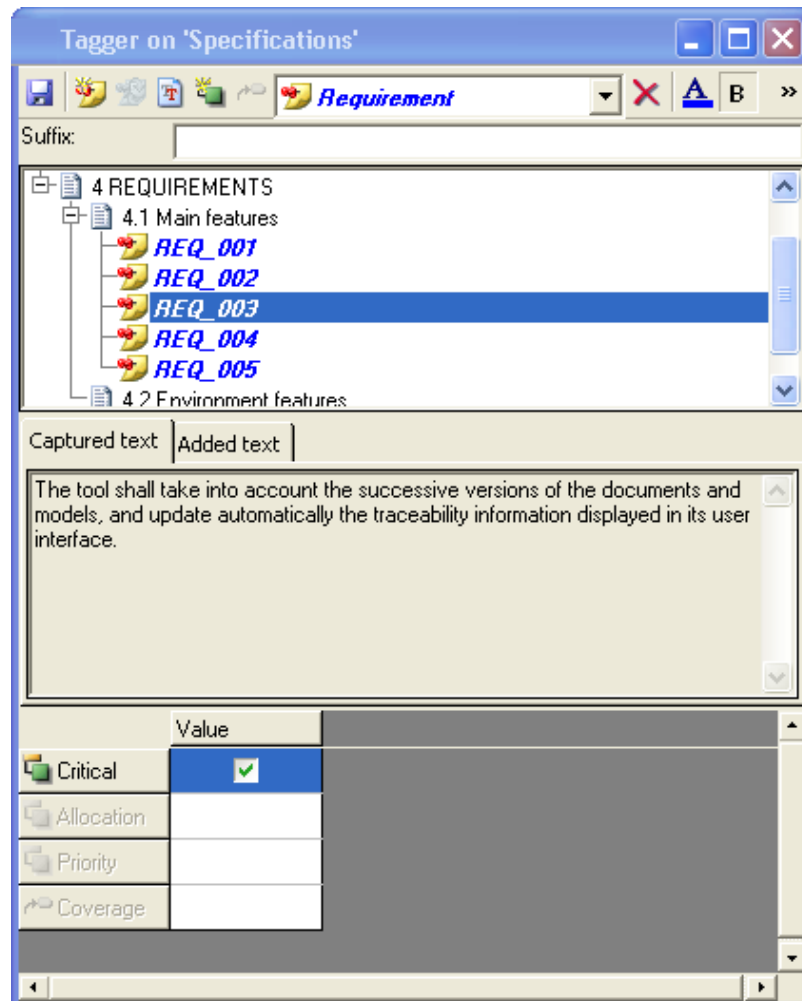 Tagger on 'Specifications'
Requirement
A B »
Suffix:
4 REQUIREMENTS
4.1 Main features
REQ_001
REQ_002
REQ_003
REQ_004
REQ_005
4.2 Environment features
Captured text Added text
The tool shall take into account the successive versions of the documents and
models, and update automatically the traceability information displayed in its user
interface.
Value
Critical
Allocation
Priority
Coverage